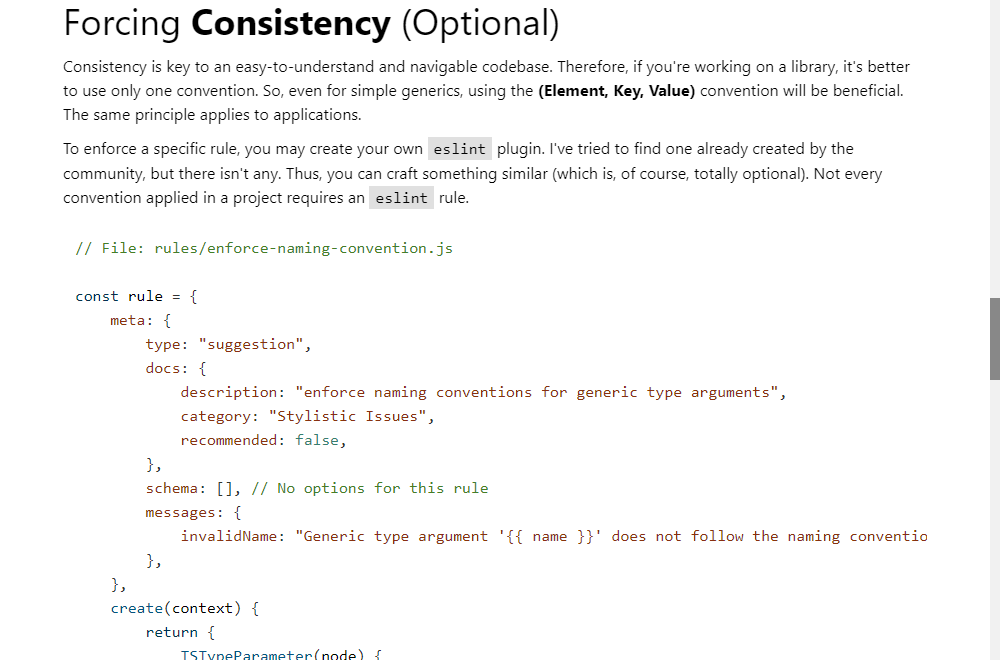 Forcing Consistency (Optional)
Consistency is key to an easy-to-understand and navigable codebase. Therefore, if you're working on a library, it's better
to use only one convention. So, even for simple generics, using the (Element, Key, Value) convention will be beneficial.
The same principle applies to applications.
To enforce a specific rule, you may create your own eslint plugin. I've tried to find one already created by the
community, but there isn't any. Thus, you can craft something similar (which is, of course, totally optional). Not every
convention applied in a project requires an eslint rule.
// File: rules/enforce-naming-convention.js
const rule = {
    meta: {
        type: "suggestion",
        docs: {
            description: "enforce naming conventions for generic type arguments",
            category: "Stylistic Issues",
            recommended: false,
        },
        schema: [], // No options for this rule
        messages: {
            invalidName: "Generic type argument '{{ name }}' does not follow the naming conventio
        },
    },
    create(context) {
        return {
            TSTypeParameter(node) {